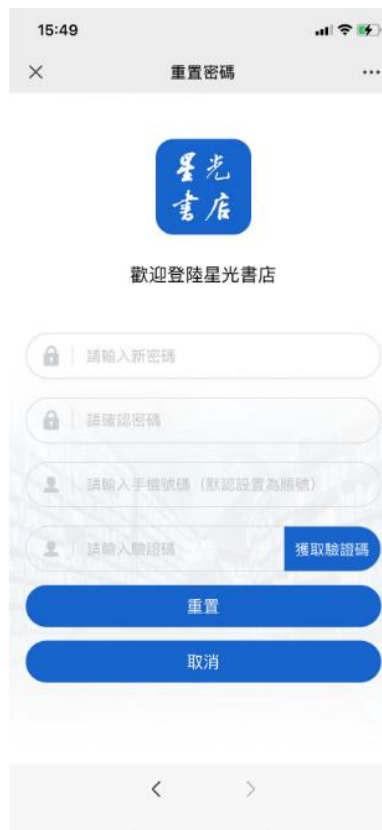 15:49
重置密碼
星光
書店
歡迎登陸星光書店
請輸入新密碼
請確認密碼
請輸入手機號碼（默認設置為賬號）
請輸入驗證碼
獲取驗證碼
重置
取消